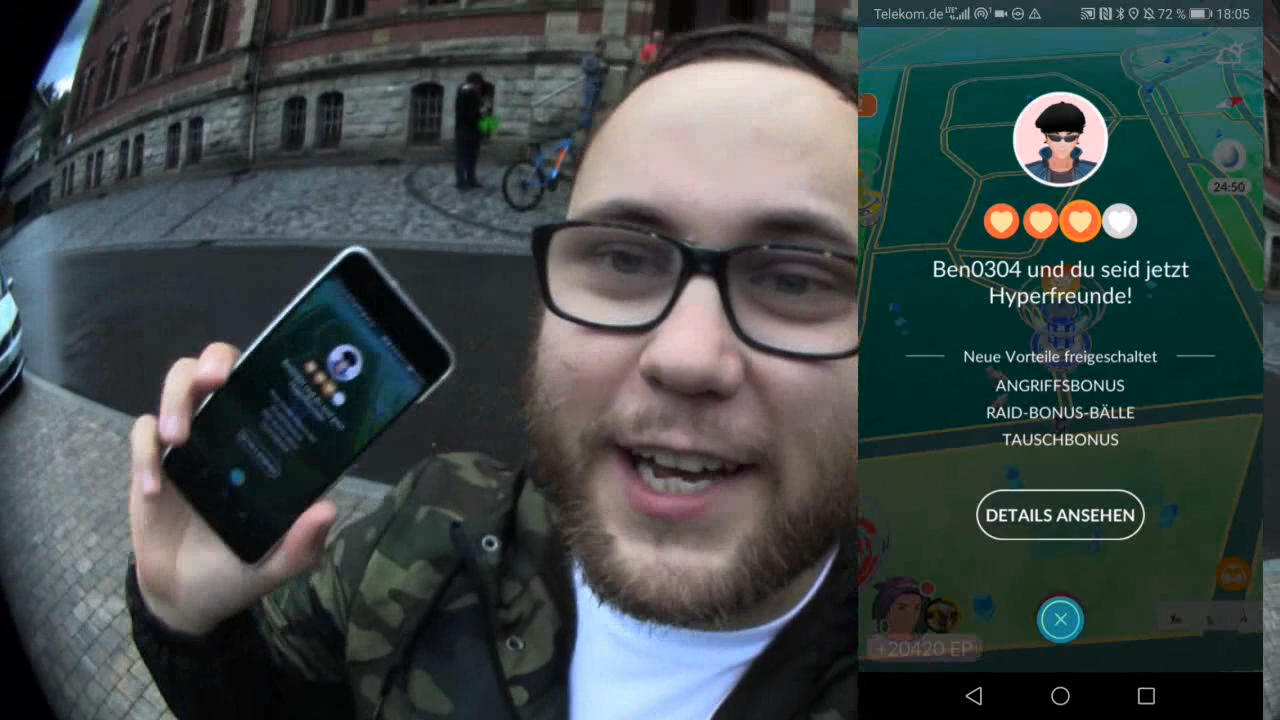 Telekom.de LTE 72 % 18:05
24:50
Ben0304 und du seid jetzt
Hyperfreunde!
Neue Vorteile freigeschaltet
ANGRIFFSBONUS
RAID-BONUS-BÄLLE
TAUSCHBONUS
DETAILS ANSEHEN
+20420 EP